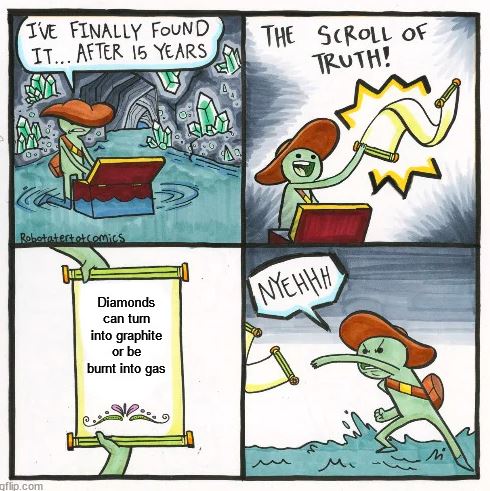 I'VE FINALLY FOUND
IT... AFTER 15 YEARS
THE SCROLL OF
TRUTH!
Robotatertotcomics
Diamonds
can turn
into graphite
or be
burnt into gas
NYEHHH
gflip.com